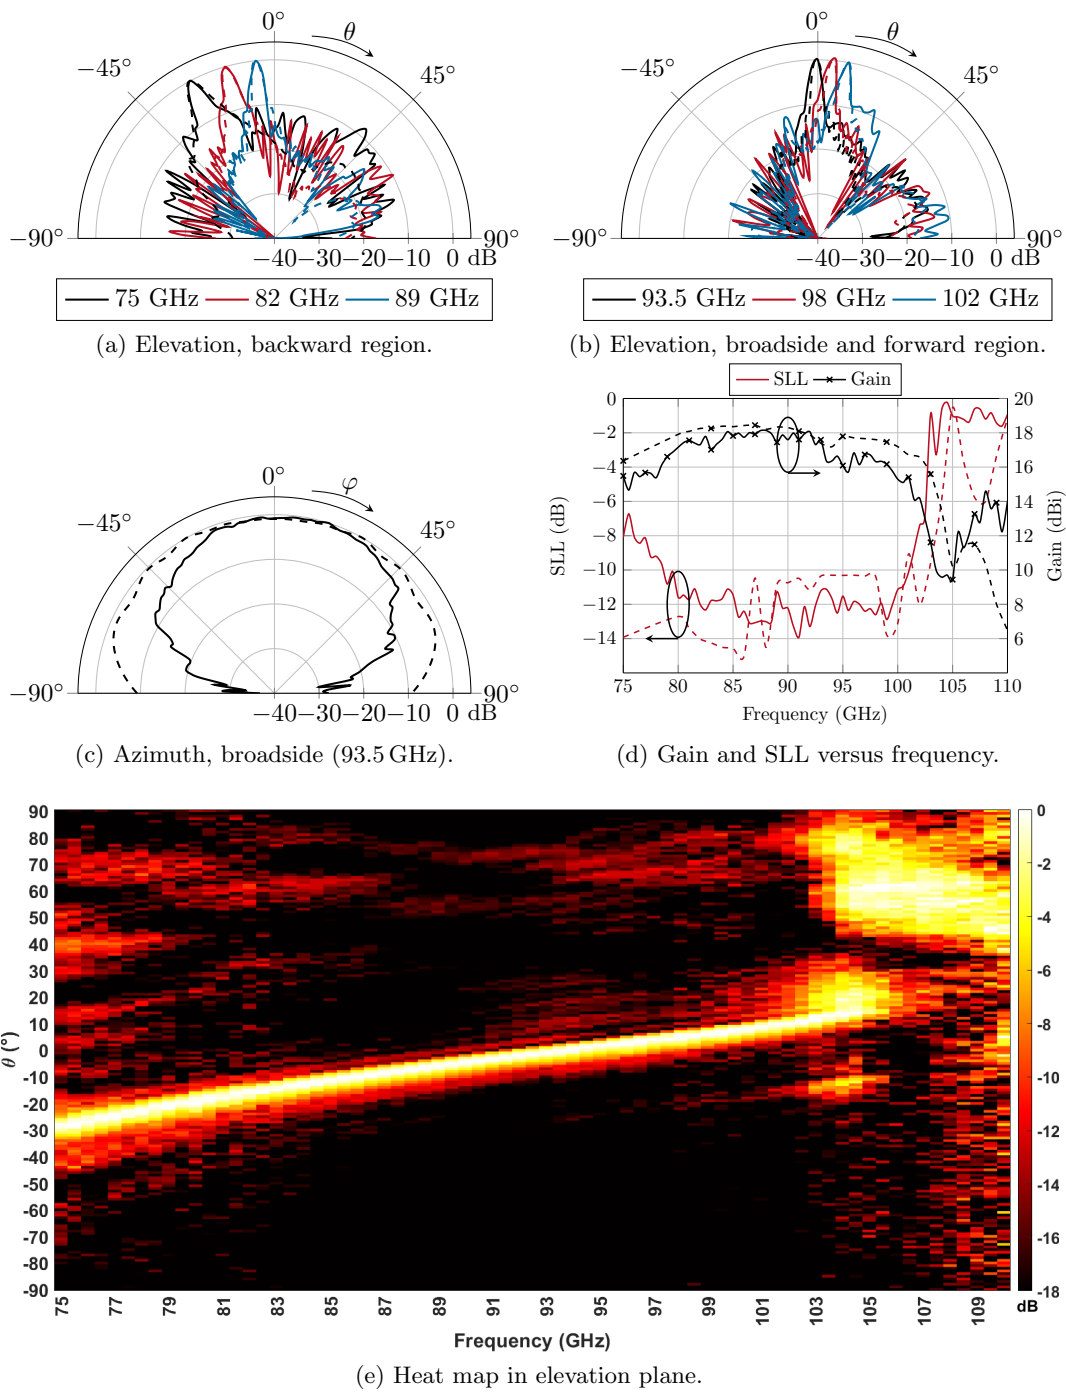 0°
θ
−45°
45°
−90°
90°
−40 −30 −20 −10 0 dB
75 GHz 82 GHz 89 GHz
(a) Elevation, backward region.
0°
θ
−45°
45°
−90°
90°
−40 −30 −20 −10 0 dB
93.5 GHz 98 GHz 102 GHz
(b) Elevation, broadside and forward region.
0°
φ
−45°
45°
−90°
90°
−40 −30 −20 −10 0 dB
(c) Azimuth, broadside (93.5 GHz).
SLL Gain
0
−2
−4
−6
−8
−10
−12
−14
SLL (dB)
20
18
16
14
12
10
8
6
Gain (dBi)
75 80 85 90 95 100 105 110
Frequency (GHz)
(d) Gain and SLL versus frequency.
90
80
70
60
50
40
30
20
10
0
-10
-20
-30
-40
-50
-60
-70
-80
-90
θ (°)
75 77 79 81 83 85 87 89 91 93 95 97 99 101 103 105 107 109
Frequency (GHz)
0
-2
-4
-6
-8
-10
-12
-14
-16
-18
dB
(e) Heat map in elevation plane.